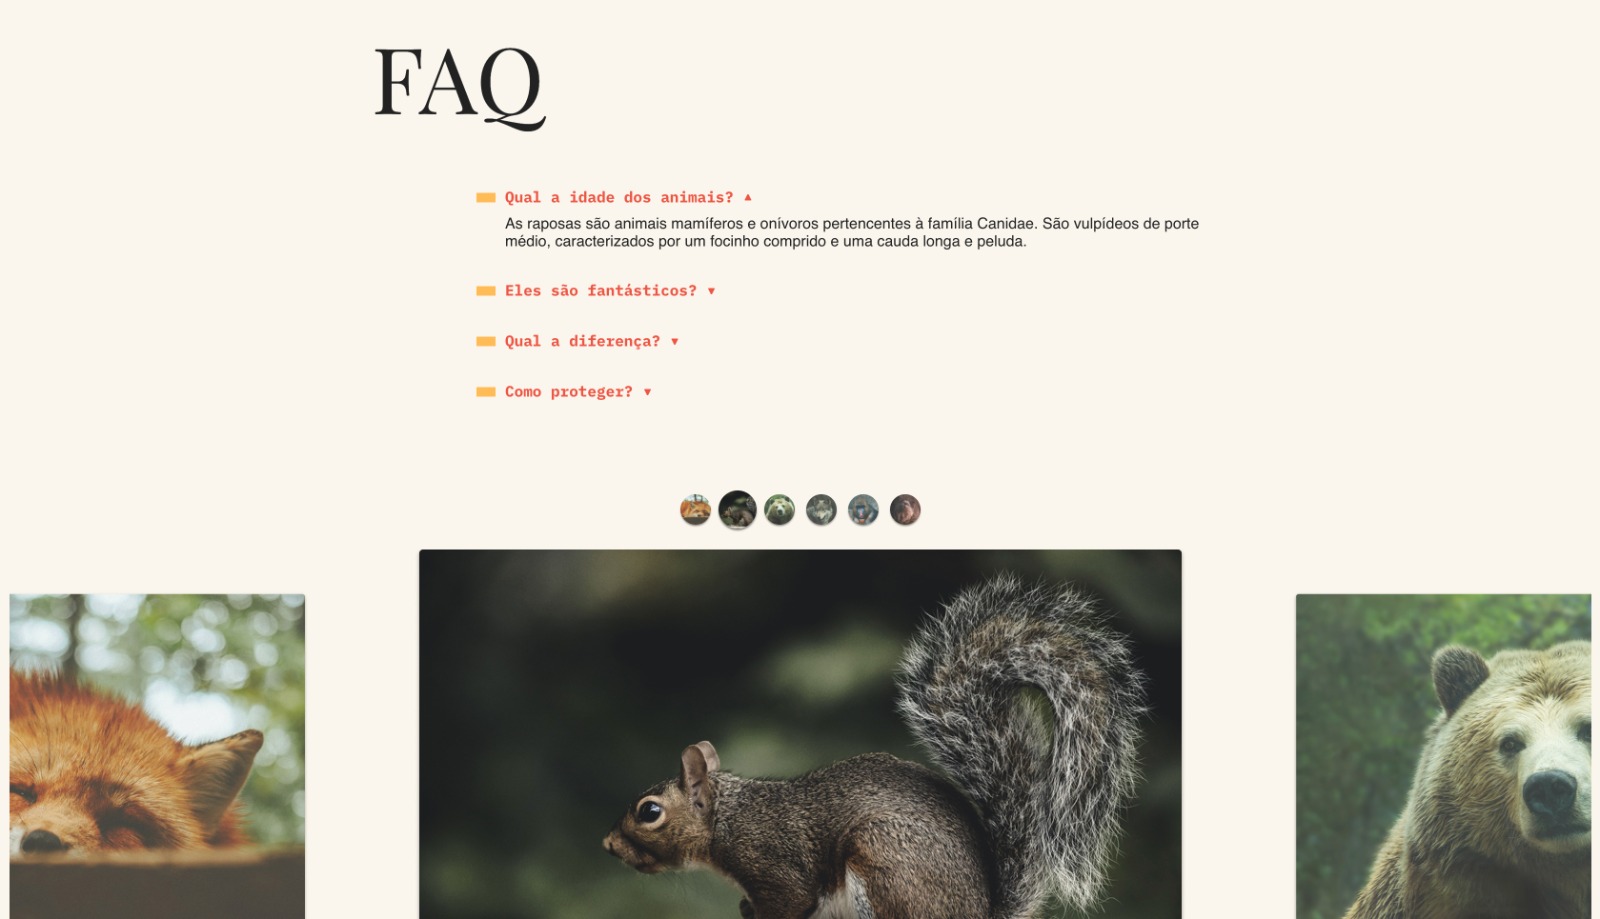 FAQ
Qual a idade dos animais? ▲
As raposas são animais mamíferos e onívoros pertencentes à família Canidae. São vulpídeos de porte
médio, caracterizados por um focinho comprido e uma cauda longa e peluda.
Eles são fantásticos? ▼
Qual a diferença? ▼
Como proteger? ▼